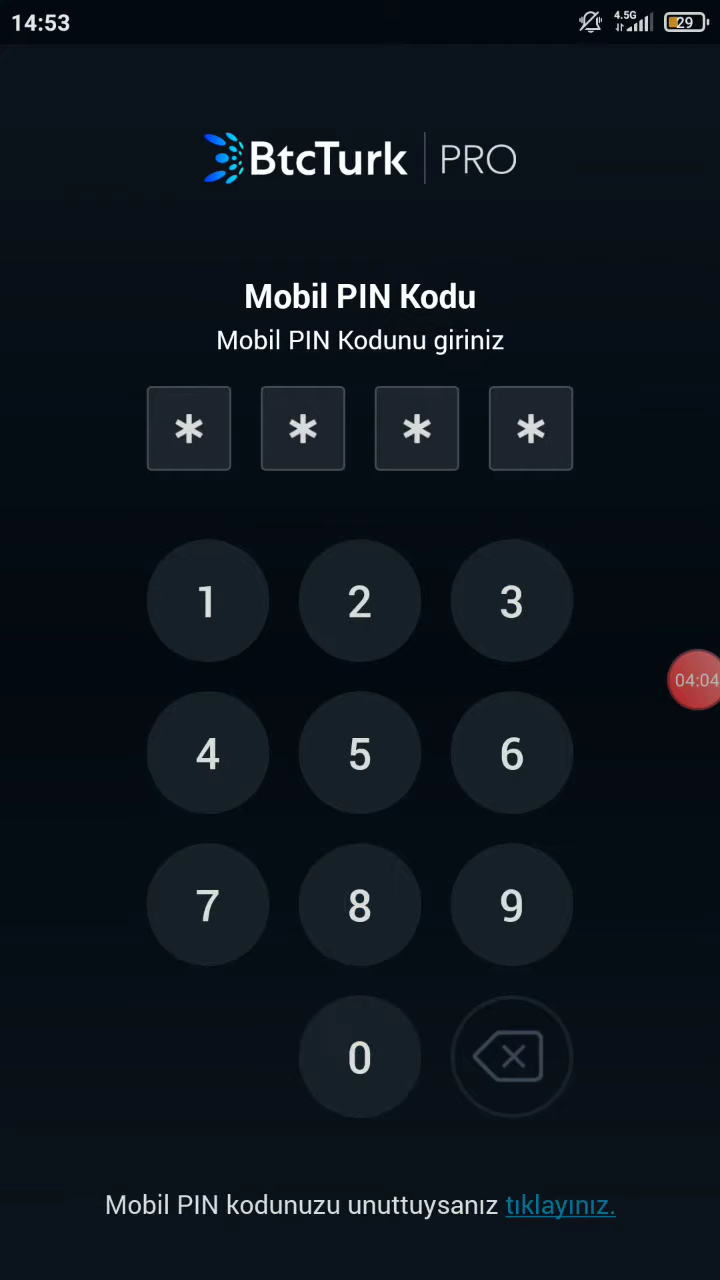 14:53
4.5G
29
BtcTurk | PRO
Mobil PIN Kodu
Mobil PIN Kodunu giriniz
* * * *
1 2 3
04:04
4 5 6
7 8 9
0
Mobil PIN kodunuzu unuttuysanız tıklayınız.